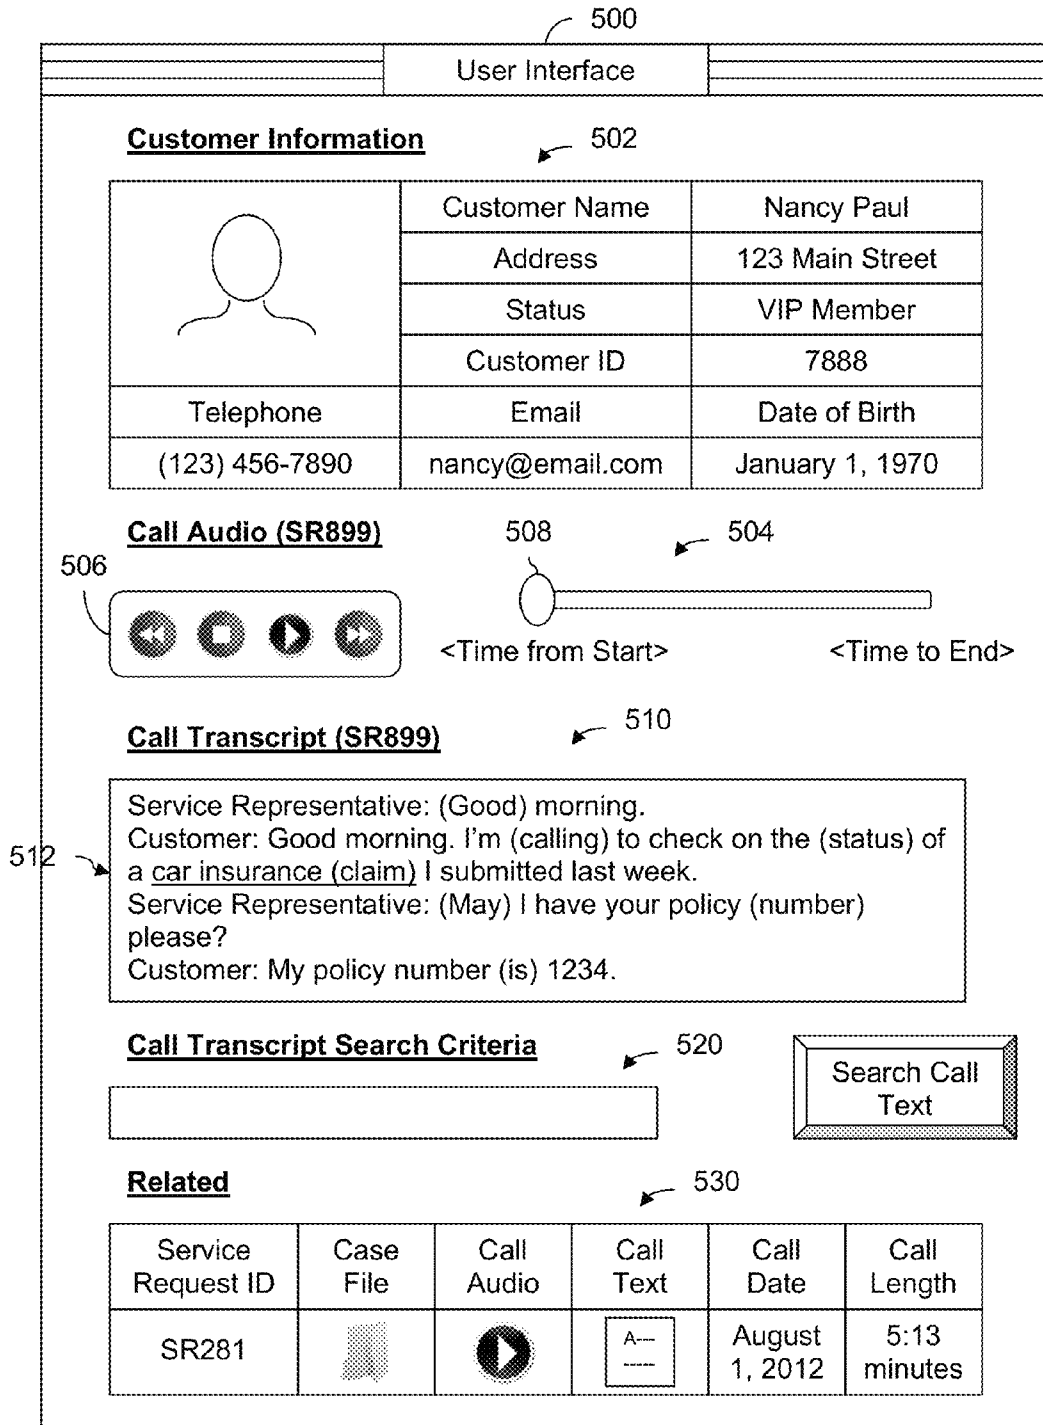 500
User Interface
Customer Information
502
Customer Name
Nancy Paul
Address
123 Main Street
Status
VIP Member
Customer ID
7888
Telephone
Email
Date of Birth
(123) 456-7890
nancy@email.com
January 1, 1970
Call Audio (SR899)
508
504
506
<Time from Start>
<Time to End>
Call Transcript (SR899)
510
Service Representative: (Good) morning.
Customer: Good morning. I'm (calling) to check on the (status) of
512
a car insurance (claim) I submitted last week.
Service Representative: (May) I have your policy (number)
please?
Customer: My policy number (is) 1234.
Call Transcript Search Criteria
520
Search Call
Text
Related
530
Service
Request ID
Case
File
Call
Audio
Call
Text
Call
Date
Call
Length
SR281
A---
-----
August
1, 2012
5:13
minutes